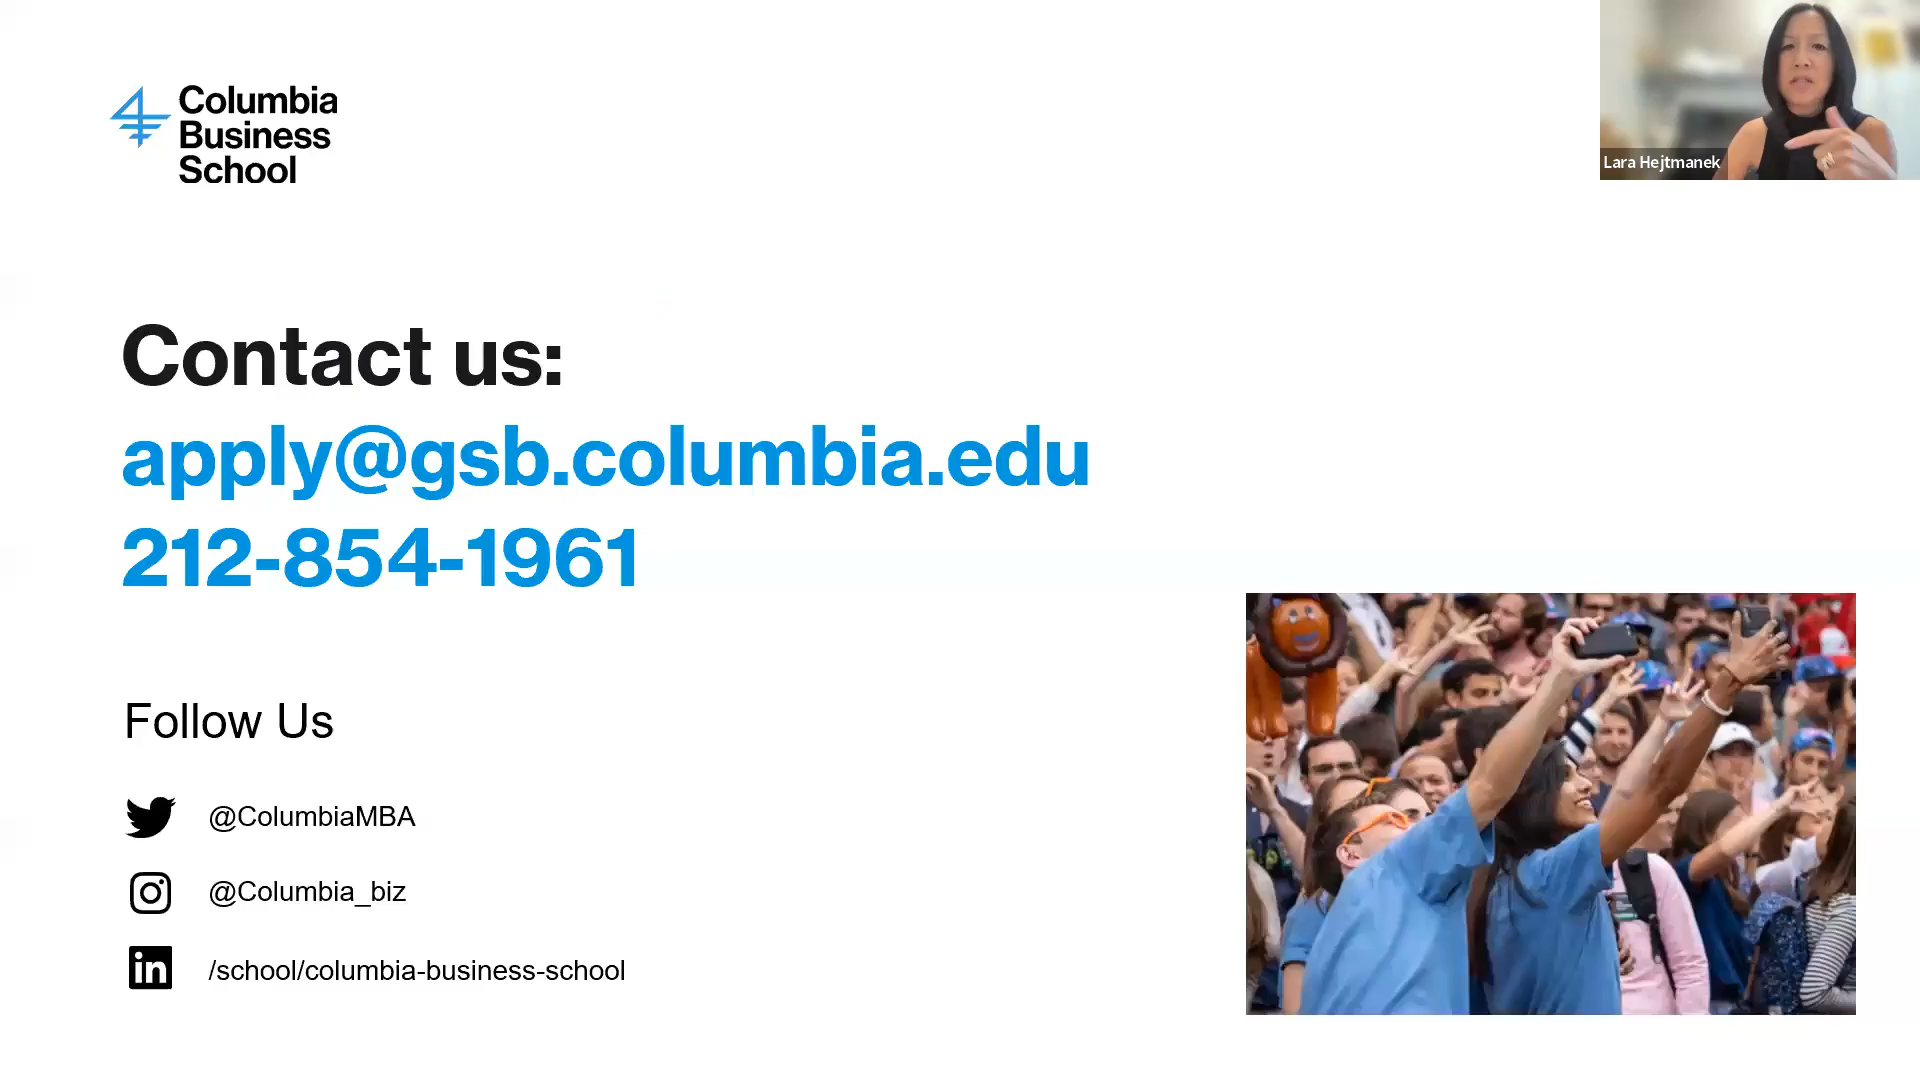 Columbia
Business
School
Lara Hejtmanek
Contact us:
apply@gsb.columbia.edu
212-854-1961
Follow Us
@ColumbiaMBA
@Columbia_biz
in
/school/columbia-business-school